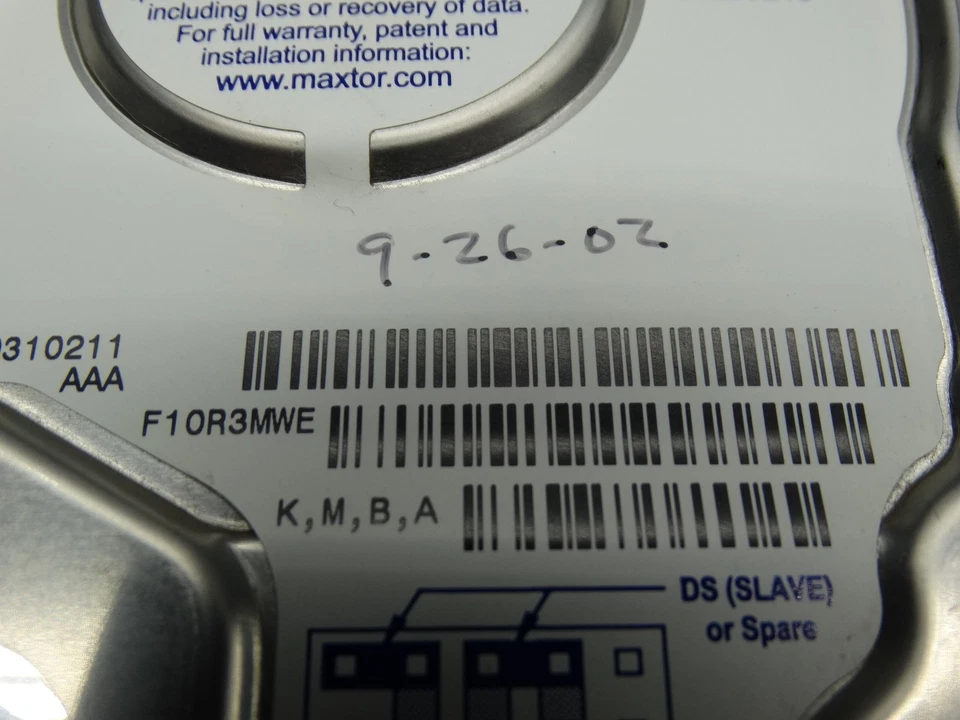 including loss or recovery of data.
For full warranty, patent and
installation information:
www.maxtor.com
9-26-02
310211
AAA
F10R3MWE
K,M,B,A
DS (SLAVE)
or Spare